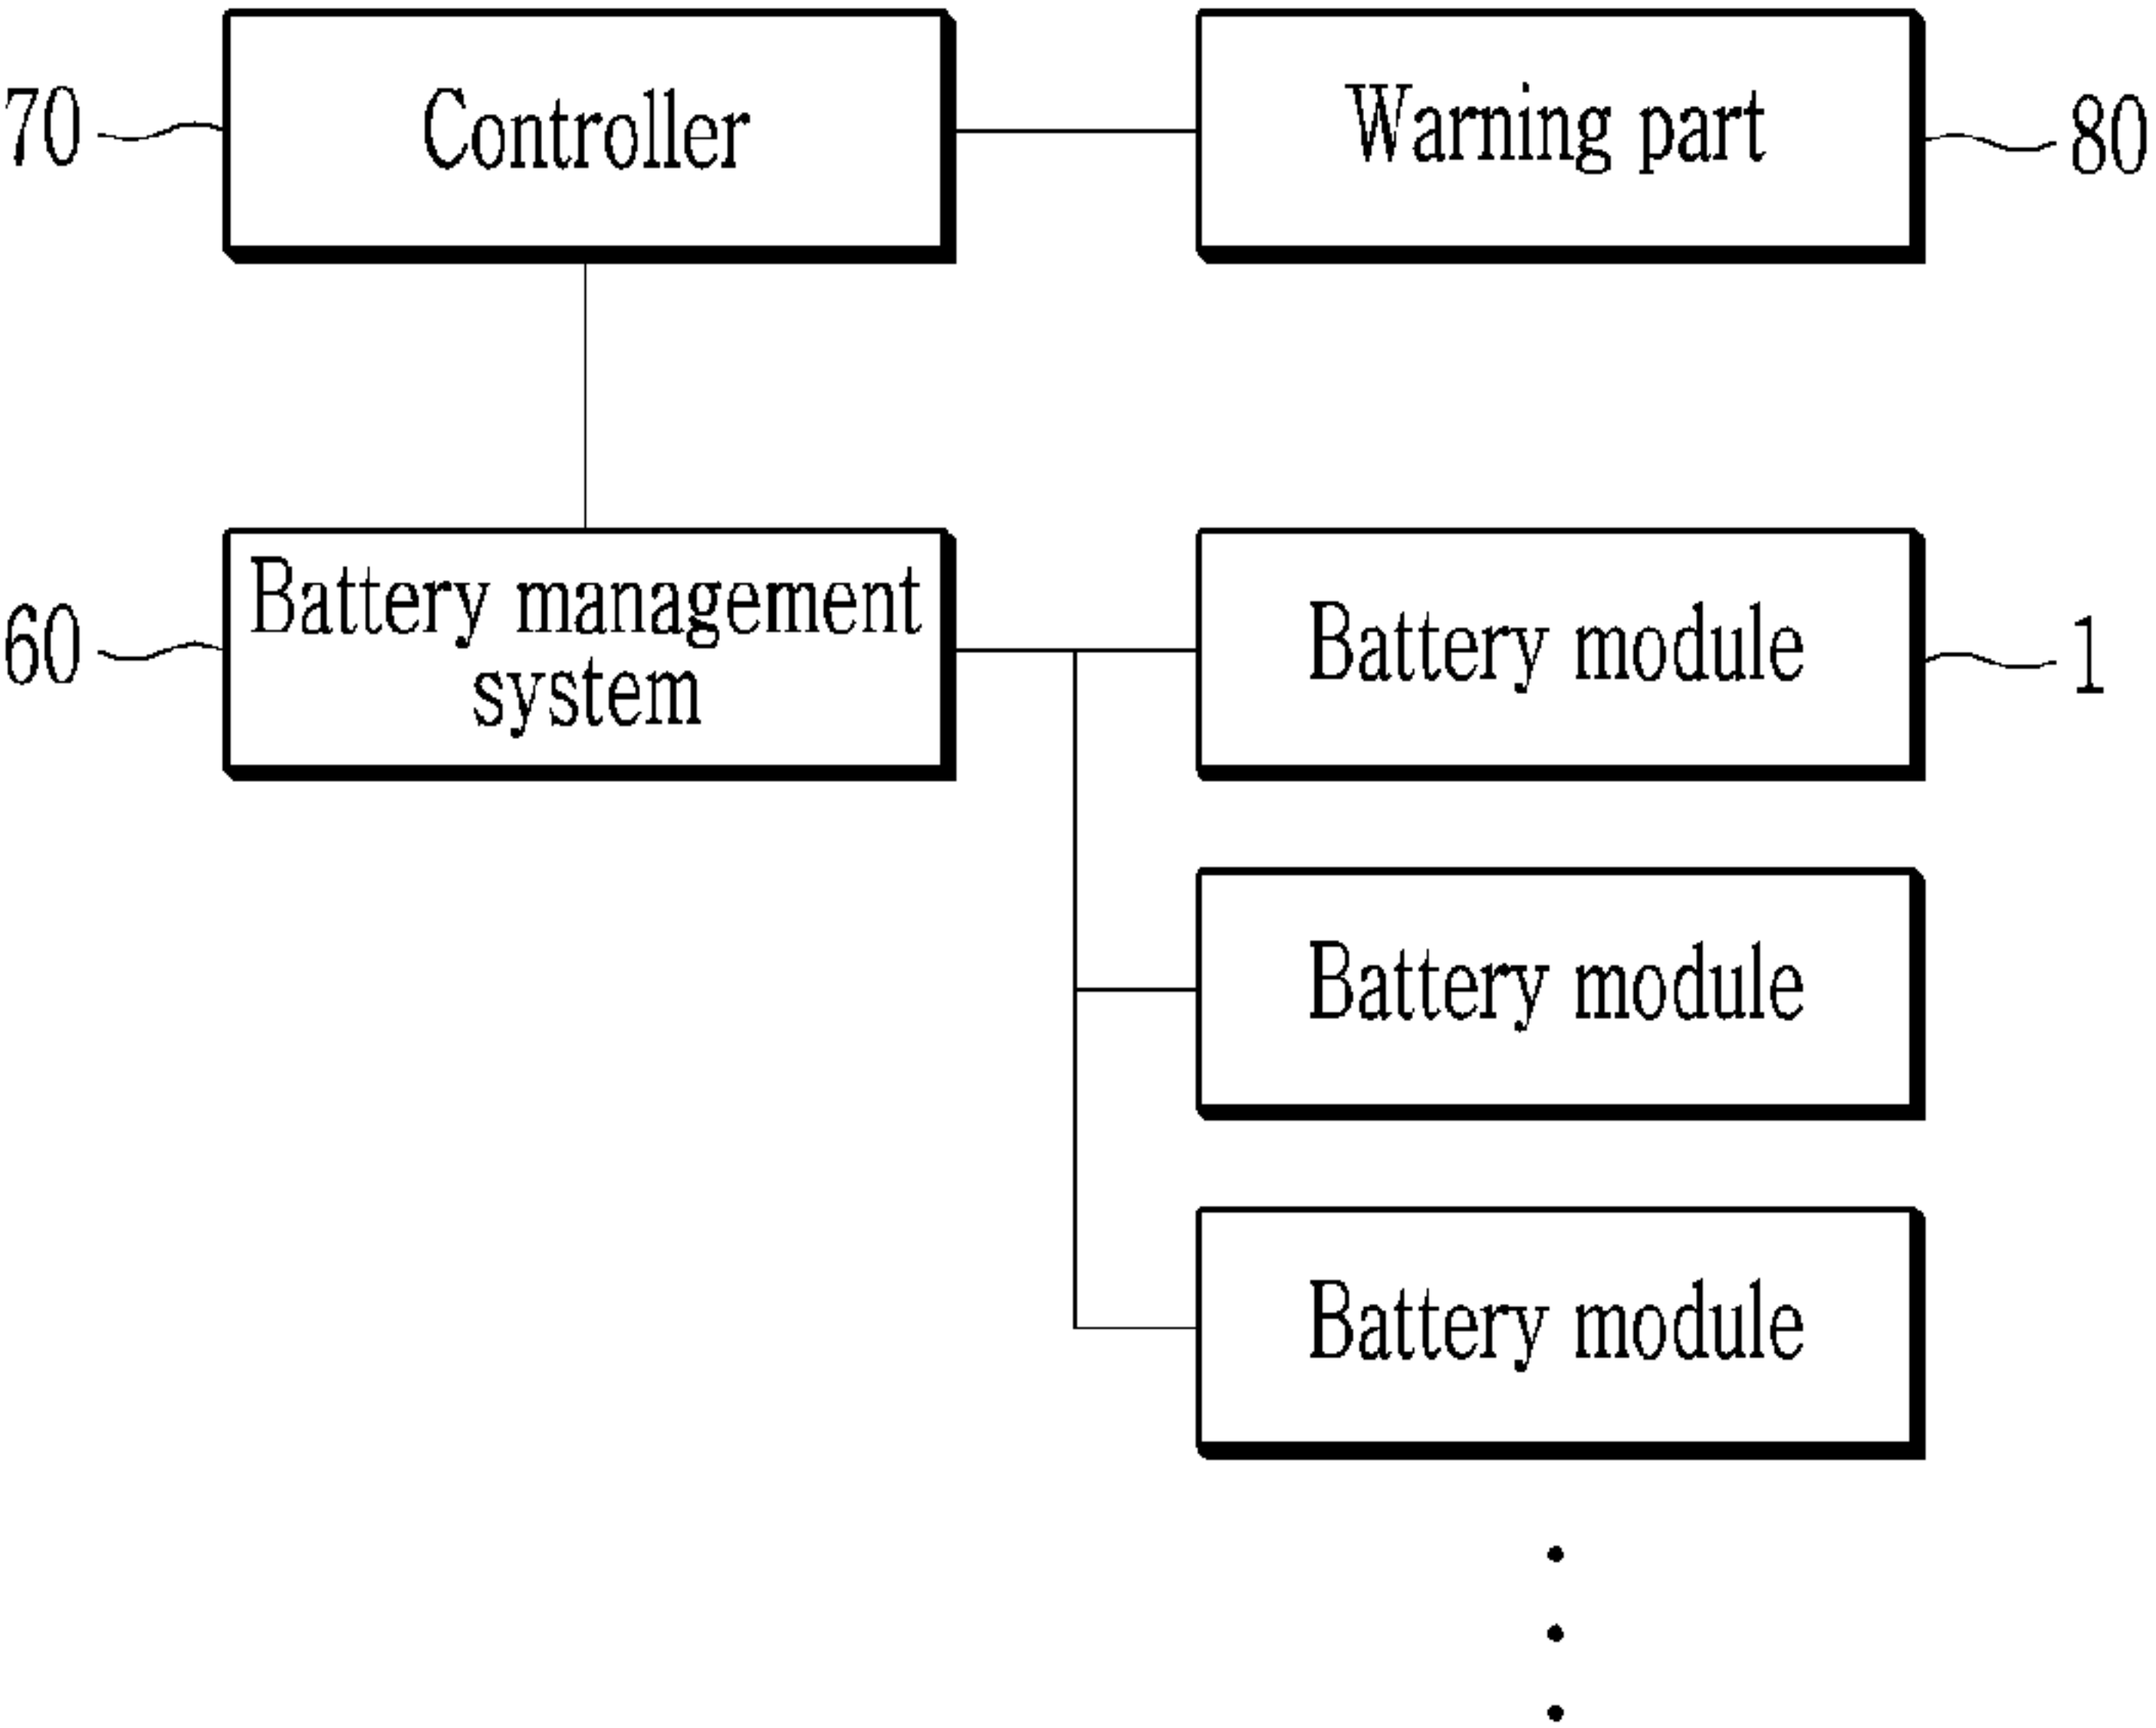 70 Controller Warning part 80
60 Battery management
system
Battery module 1
Battery module
Battery module